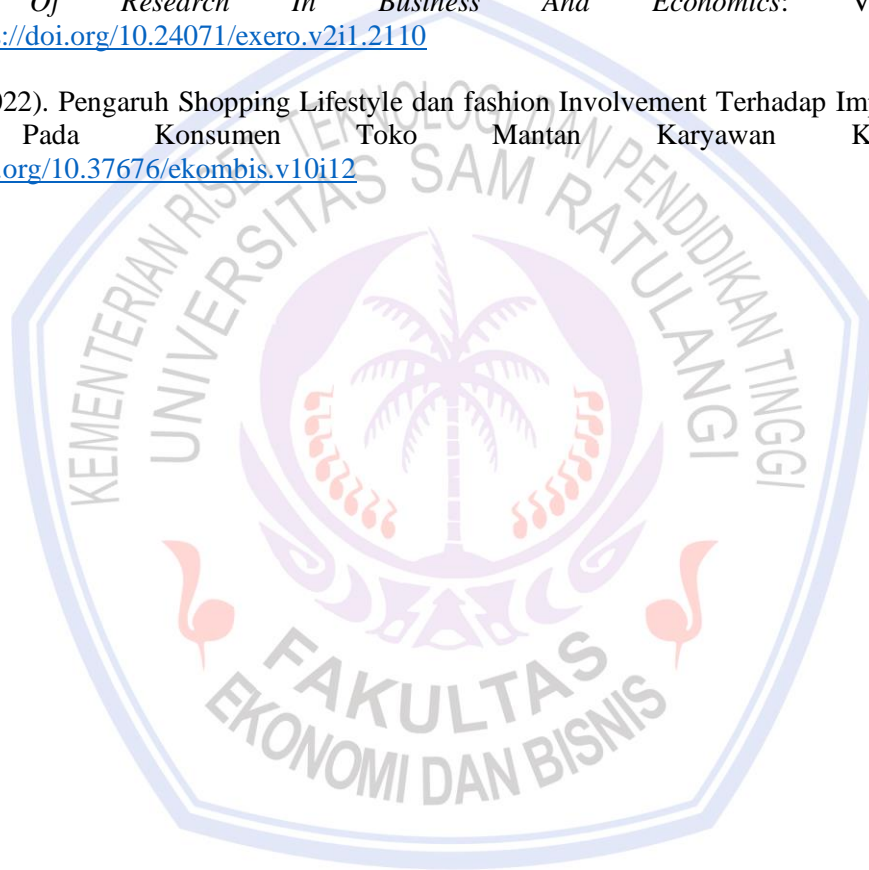 Of Research In Business And Economics: V
s://doi.org/10.24071/exero.v2i1.2110
022). Pengaruh Shopping Lifestyle dan fashion Involvement Terhadap Imp
Pada Konsumen Toko Mantan Karyawan K
.org/10.37676/ekombis.v10i12
KEMENTERIAN RISET TEKNOLOGI DAN PENDIDIKAN TINGGI
UNIVERSITAS SAM RATULANGI
FAKULTAS
EKONOMI DAN BISNIS